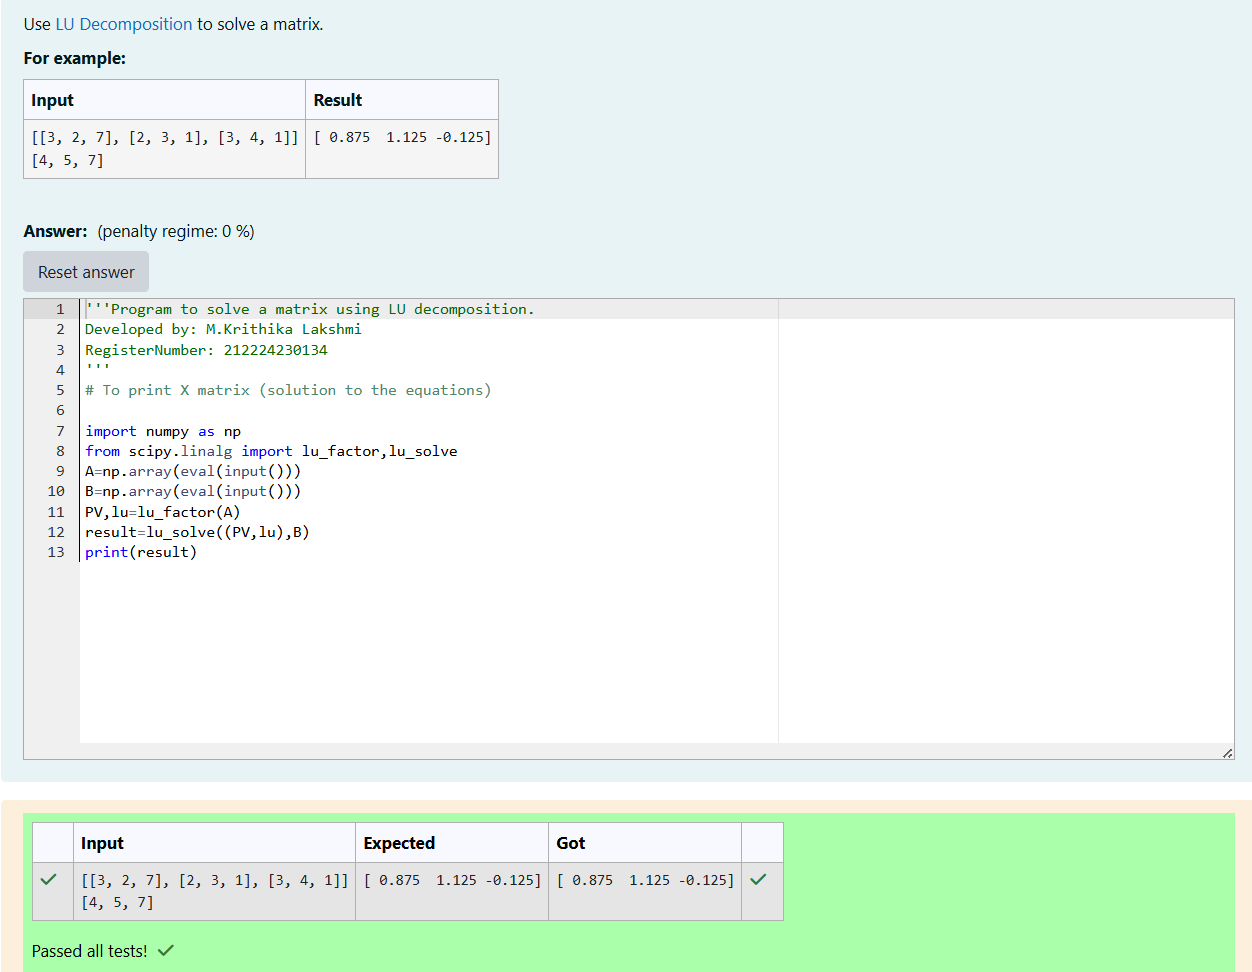 Use LU Decomposition to solve a matrix.
For example:
Input Result
[[3, 2, 7], [2, 3, 1], [3, 4, 1]] [ 0.875  1.125 -0.125]
[4, 5, 7]
Answer: (penalty regime: 0 %)
Reset answer
1 '''Program to solve a matrix using LU decomposition.
2 Developed by: M.Krithika Lakshmi
3 RegisterNumber: 212224230134
4 '''
5 # To print X matrix (solution to the equations)
6
7 import numpy as np
8 from scipy.linalg import lu_factor,lu_solve
9 A=np.array(eval(input()))
10 B=np.array(eval(input()))
11 PV,lu=lu_factor(A)
12 result=lu_solve((PV,lu),B)
13 print(result)
Input Expected Got
[[3, 2, 7], [2, 3, 1], [3, 4, 1]] [ 0.875  1.125 -0.125] [ 0.875  1.125 -0.125]
[4, 5, 7]
Passed all tests!